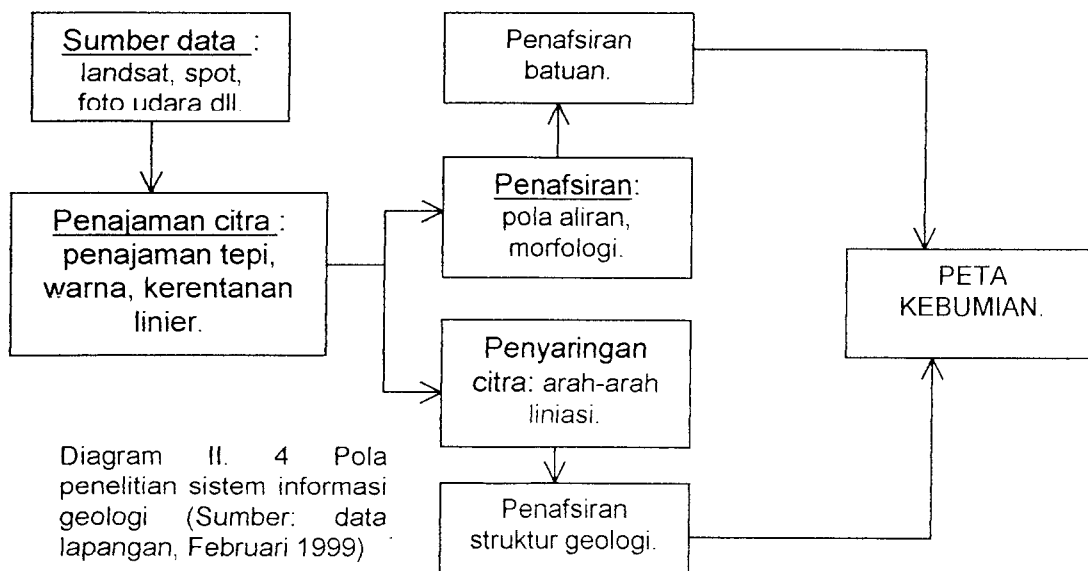 Sumber data :
landsat, spot,
foto udara dll.
Penajaman citra :
penajaman tepi,
warna, kerentanan
linier.
Penafsiran
batuan.
Penafsiran:
pola aliran,
morfologi.
Penyaringan
citra: arah-arah
liniasi.
Penafsiran
struktur geologi.
PETA
KEBUMIAN.
Diagram II. 4 Pola
penelitian sistem informasi
geologi (Sumber: data
lapangan, Februari 1999)